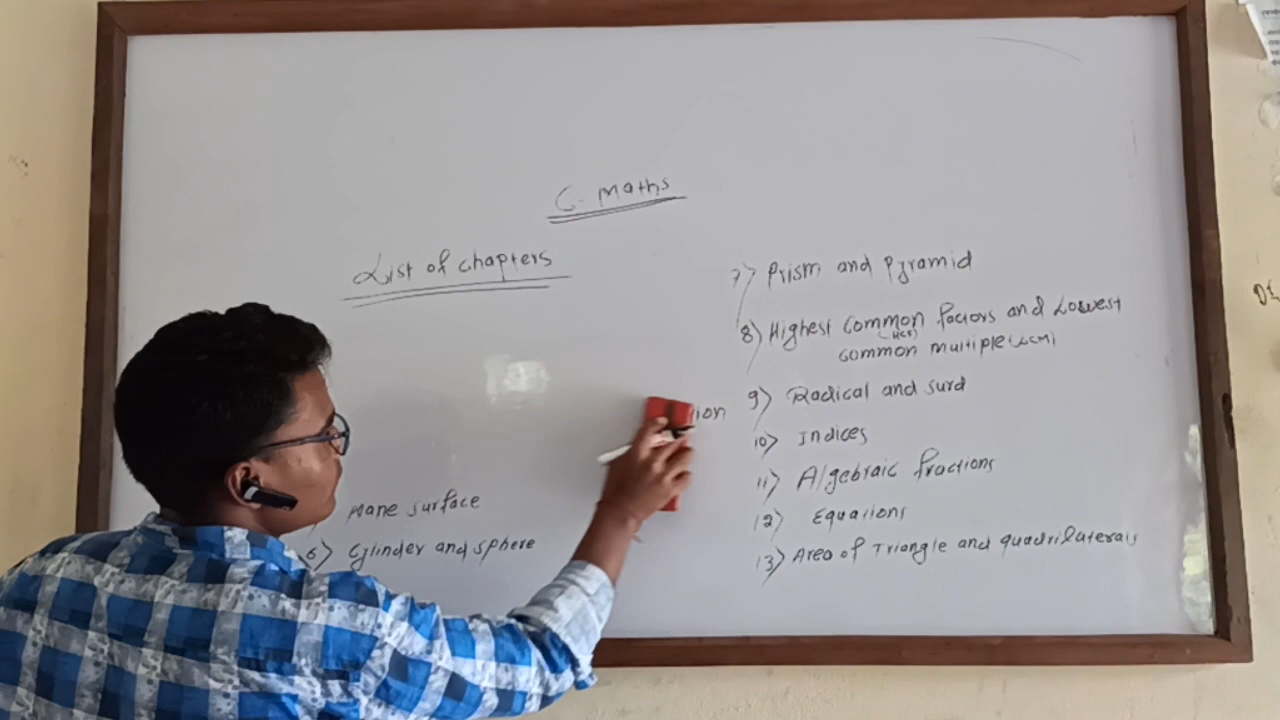 C. Maths
List of chapters
Plane surface
6) Cylinder and sphere
7) Prism and Pyramid
8) Highest Common factors and Lowest
(HCF)
common multiple (LCM)
9) Radical and surd
10) Indices
11) Algebraic fractions
12) Equations
13) Area of Triangle and quadrilaterals